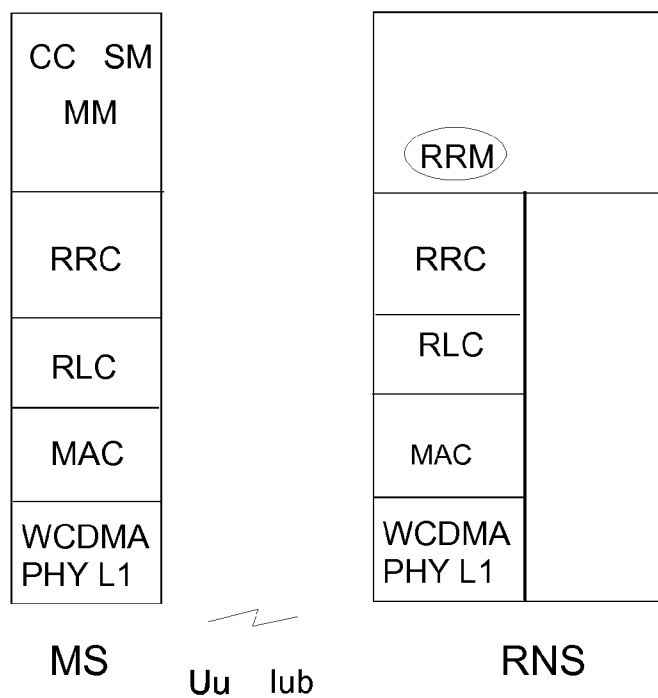 CC SM
MM
RRC
RLC
MAC
WCDMA
PHY L1
MS
RRM
RRC
RLC
MAC
WCDMA
PHY L1
RNS
Uu Iub